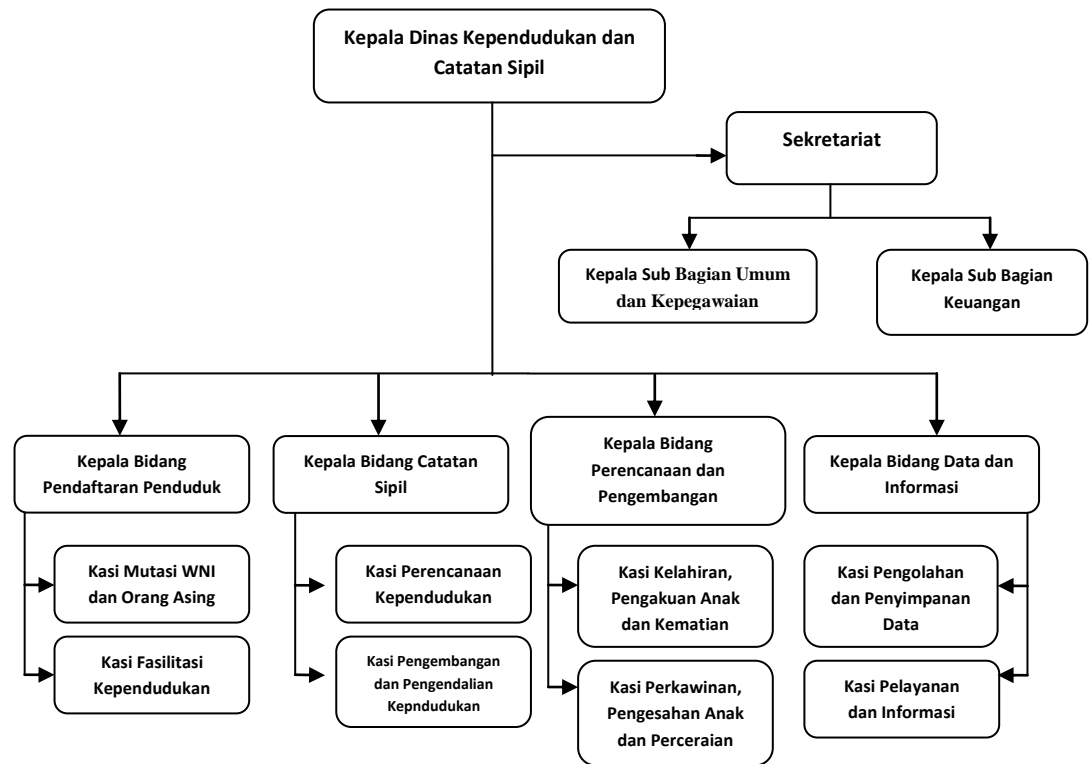 Kepala Dinas Kependudukan dan
Catatan Sipil
Sekretariat
Kepala Sub Bagian Umum
dan Kepegawaian
Kepala Sub Bagian
Keuangan
Kepala Bidang
Pendaftaran Penduduk
Kepala Bidang Catatan
Sipil
Kepala Bidang
Perencanaan dan
Pengembangan
Kepala Bidang Data dan
Informasi
Kasi Mutasi WNI
dan Orang Asing
Kasi Perencanaan
Kependudukan
Kasi Kelahiran,
Pengakuan Anak
dan Kematian
Kasi Pengolahan
dan Penyimpanan
Data
Kasi Fasilitasi
Kependudukan
Kasi Pengembangan
dan Pengendalian
Kepndudukan
Kasi Perkawinan,
Pengesahan Anak
dan Perceraian
Kasi Pelayanan
dan Informasi